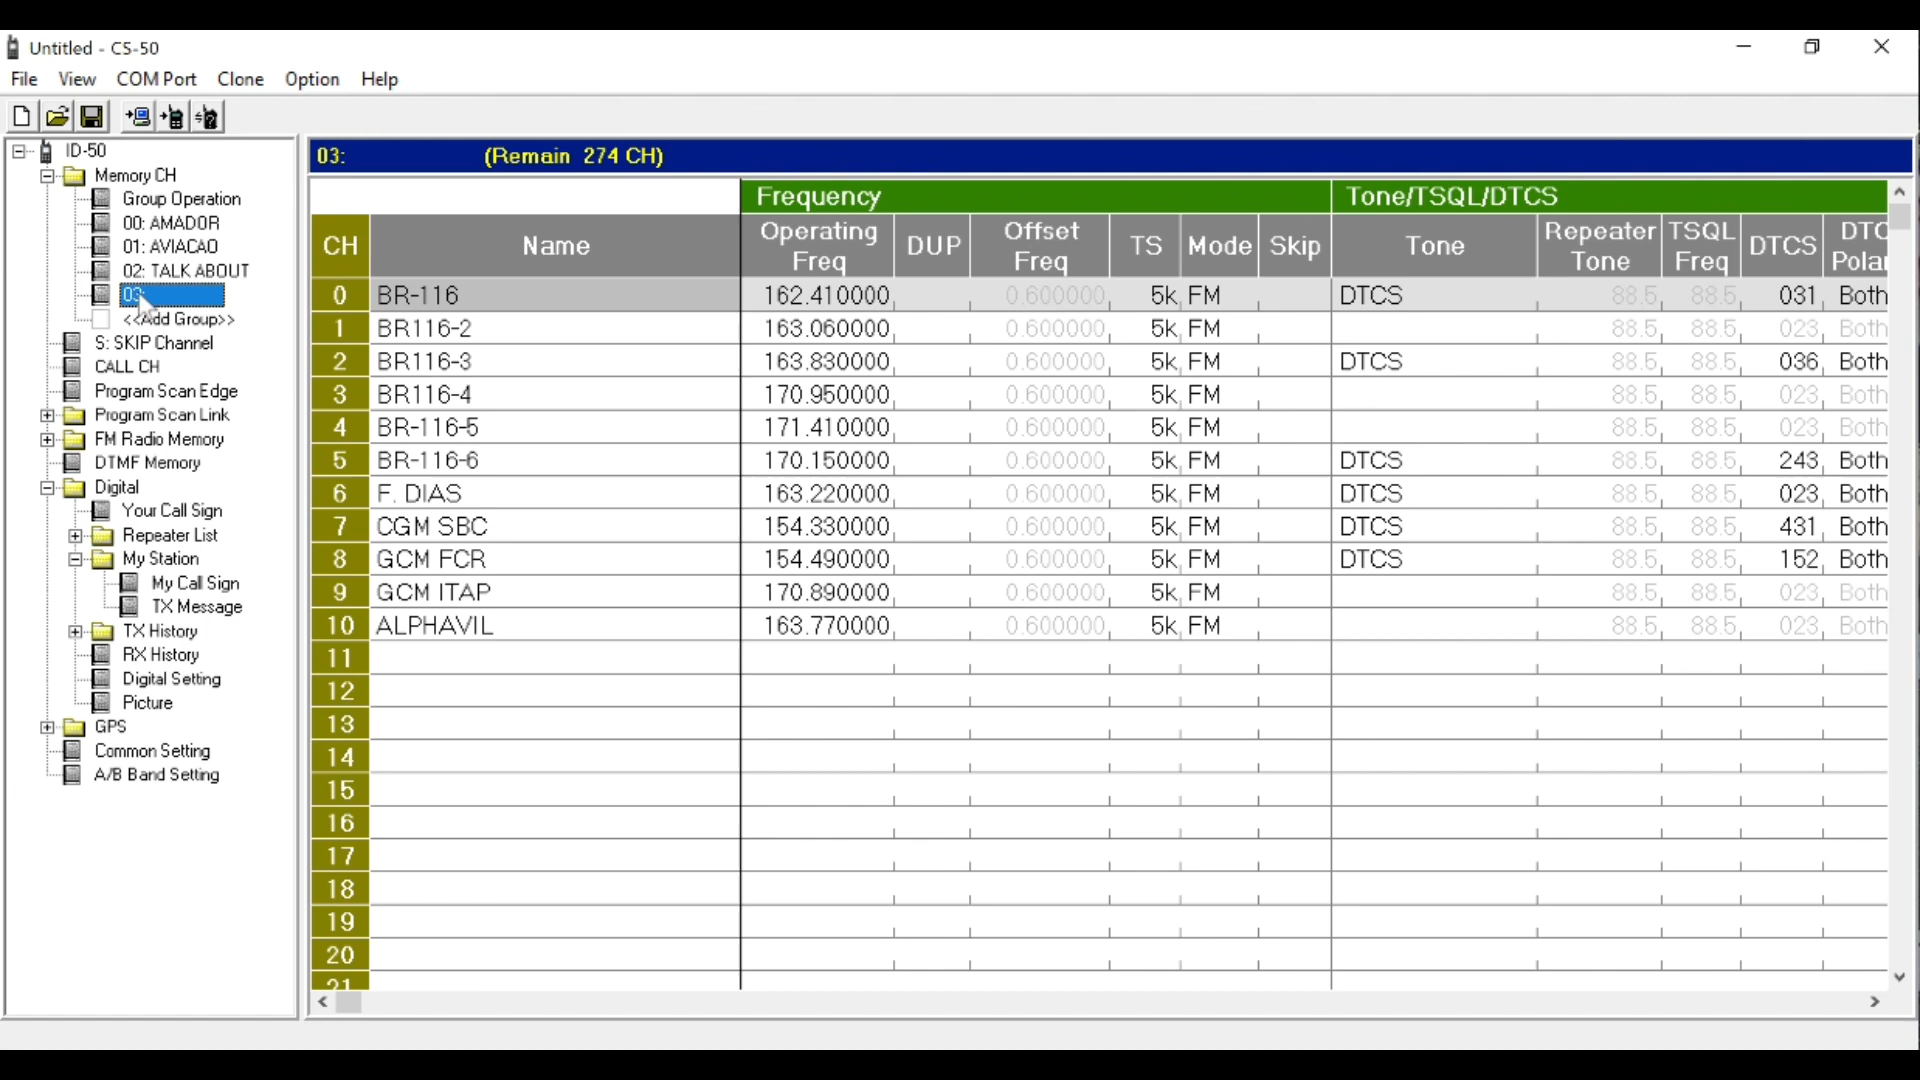 Untitled - CS-50
File View COM Port Clone Option Help
ID-50
Memory CH
Group Operation
00: AMADOR
01: AVIACAO
02: TALK ABOUT
03:
<<Add Group>>
S: SKIP Channel
CALL CH
Program Scan Edge
Program Scan Link
FM Radio Memory
DTMF Memory
Digital
Your Call Sign
Repeater List
My Station
My Call Sign
TX Message
TX History
RX History
Digital Setting
Picture
GPS
Common Setting
A/B Band Setting
03: (Remain 274 CH)
Frequency Tone/TSQL/DTCS
CH Name Operating Freq DUP Offset Freq TS Mode Skip Tone Repeater Tone TSQL Freq DTCS DTC Polar
0 BR-116 162.410000 0.600000 5k FM DTCS 88.5 88.5 031 Both
1 BR116-2 163.060000 0.600000 5k FM 88.5 88.5 023 Both
2 BR116-3 163.830000 0.600000 5k FM DTCS 88.5 88.5 036 Both
3 BR116-4 170.950000 0.600000 5k FM 88.5 88.5 023 Both
4 BR-116-5 171.410000 0.600000 5k FM 88.5 88.5 023 Both
5 BR-116-6 170.150000 0.600000 5k FM DTCS 88.5 88.5 243 Both
6 F. DIAS 163.220000 0.600000 5k FM DTCS 88.5 88.5 023 Both
7 CGM SBC 154.330000 0.600000 5k FM DTCS 88.5 88.5 431 Both
8 GCM FCR 154.490000 0.600000 5k FM DTCS 88.5 88.5 152 Both
9 GCM ITAP 170.890000 0.600000 5k FM 88.5 88.5 023 Both
10 ALPHAVIL 163.770000 0.600000 5k FM 88.5 88.5 023 Both
11
12
13
14
15
16
17
18
19
20
21